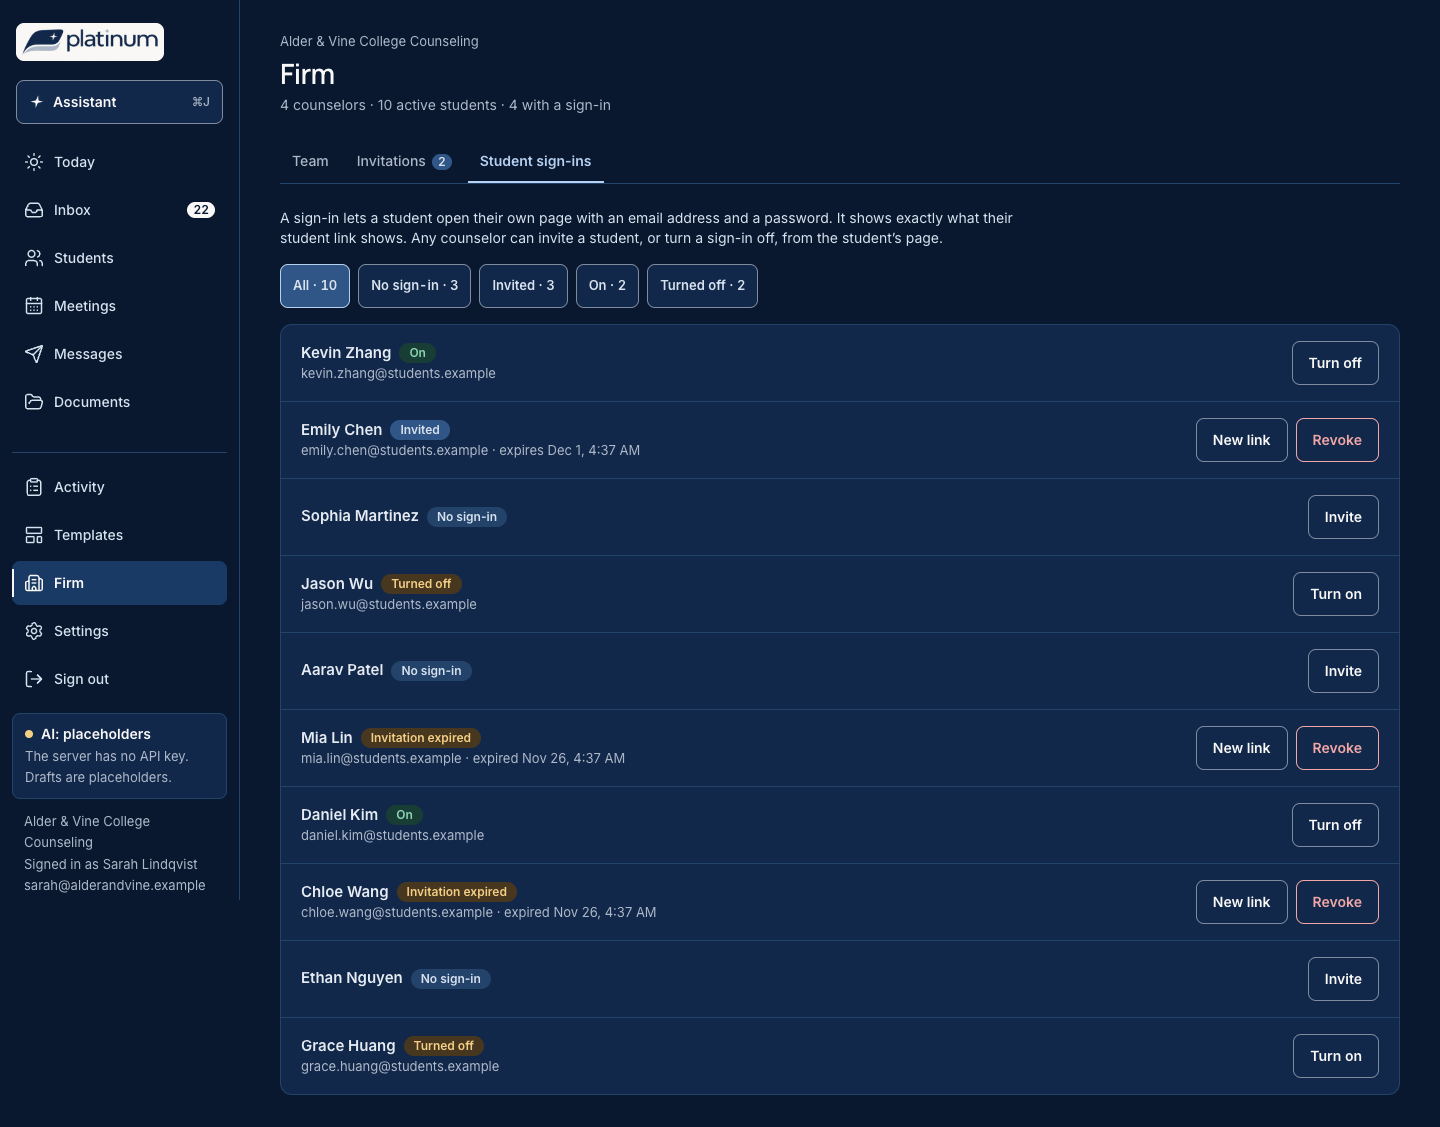 platinum
Assistant ⌘J
Today
Inbox 22
Students
Meetings
Messages
Documents
Activity
Templates
Firm
Settings
Sign out
AI: placeholders
The server has no API key.
Drafts are placeholders.
Alder & Vine College
Counseling
Signed in as Sarah Lindqvist
sarah@alderandvine.example
Alder & Vine College Counseling
Firm
4 counselors · 10 active students · 4 with a sign-in
Team Invitations 2 Student sign-ins
A sign-in lets a student open their own page with an email address and a password. It shows exactly what their
student link shows. Any counselor can invite a student, or turn a sign-in off, from the student’s page.
All · 10 No sign-in · 3 Invited · 3 On · 2 Turned off · 2
Kevin Zhang On
kevin.zhang@students.example
Turn off
Emily Chen Invited
emily.chen@students.example · expires Dec 1, 4:37 AM
New link Revoke
Sophia Martinez No sign-in
Invite
Jason Wu Turned off
jason.wu@students.example
Turn on
Aarav Patel No sign-in
Invite
Mia Lin Invitation expired
mia.lin@students.example · expired Nov 26, 4:37 AM
New link Revoke
Daniel Kim On
daniel.kim@students.example
Turn off
Chloe Wang Invitation expired
chloe.wang@students.example · expired Nov 26, 4:37 AM
New link Revoke
Ethan Nguyen No sign-in
Invite
Grace Huang Turned off
grace.huang@students.example
Turn on